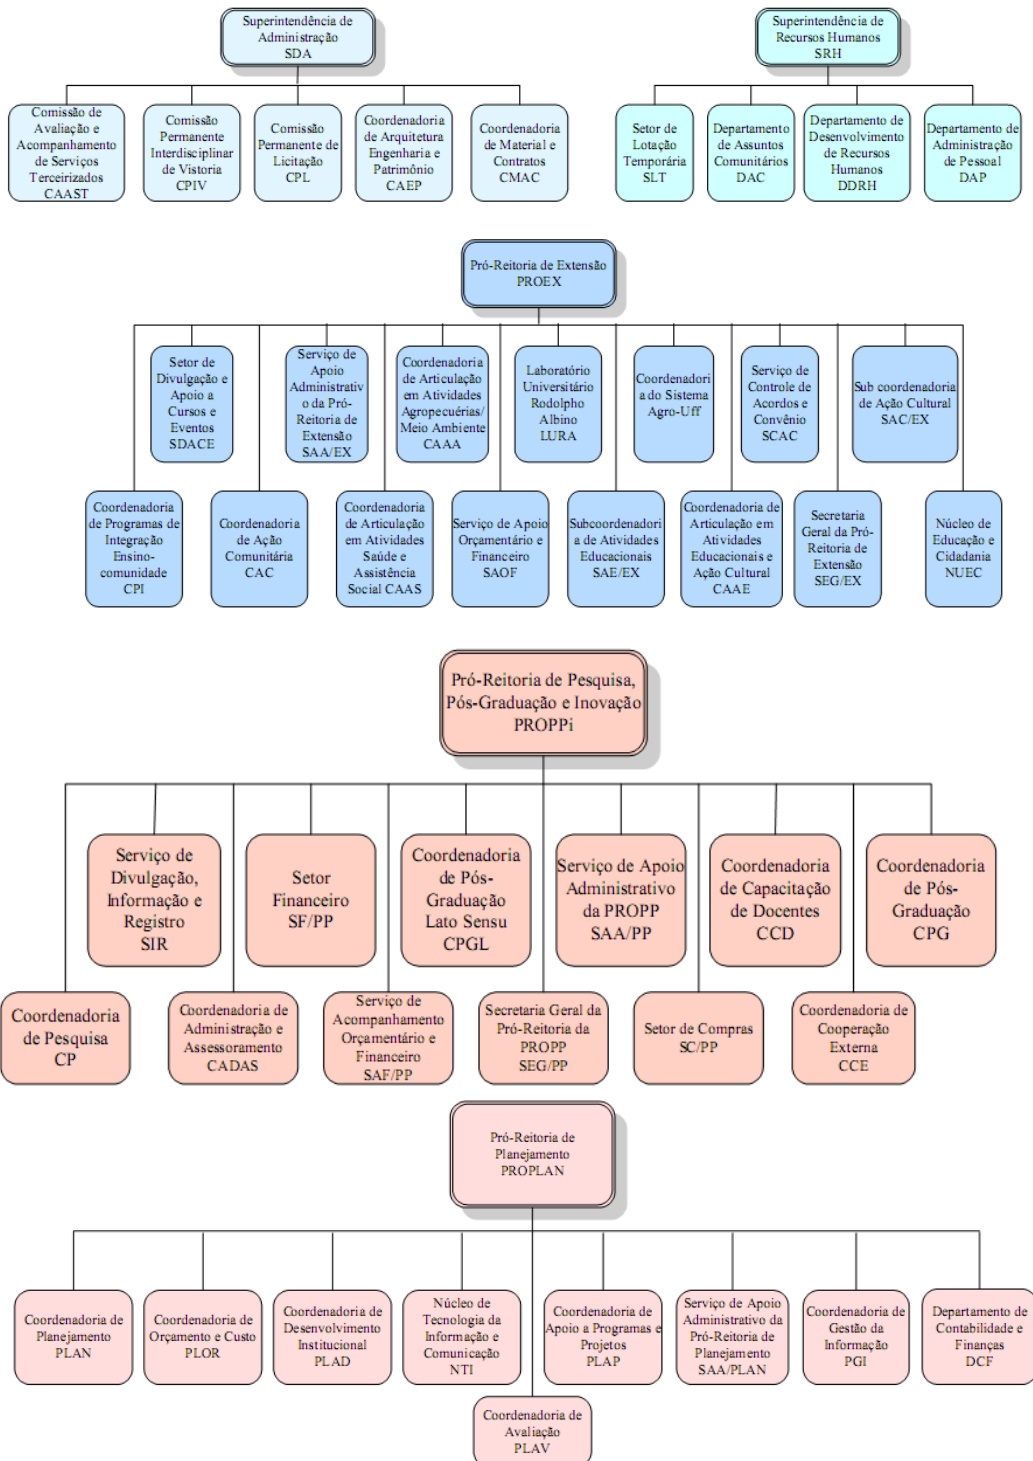 Superintendência de
Administração
SDA
Superintendência de
Recursos Humanos
SRH
Comissão de
Avaliação e
Acompanhamento
de Serviços
Terceirizados
CAAST
Comissão
Permanente
Interdisciplinar
de Vistoria
CPIV
Comissão
Permanente de
Licitação
CPL
Coordenadoria
de Arquitetura
Engenharia e
Patrimônio
CAEP
Coordenadoria
de Material e
Contratos
CMAC
Setor de
Lotação
Temporária
SLT
Departamento
de Assuntos
Comunitários
DAC
Departamento de
Desenvolvimento
de Recursos
Humanos
DDRH
Departamento de
Administração
de Pessoal
DAP
Pró-Reitoria de Extensão
PROEX
Setor de
Divulgação e
Apoio a
Cursos e
Eventos
SDACE
Serviço de
Apoio
Administrativ
o da Pró-
Reitoria de
Extensão
SAA/EX
Coordenadoria
de Articulação
em Atividades
Agropecuérias/
Meio Ambiente
CAAA
Laboratório
Universitário
Rodolpho
Albino
LURA
Coordenadori
a do Sistema
Agro-Uff
Serviço de
Controle de
Acordos e
Convênio
SCAC
Sub coordenadoria
de Ação Cultural
SAC/EX
Coordenadoria
de Programas de
Integração
Ensino-
comunidade
CPI
Coordenadoria
de Ação
Comunitária
CAC
Coordenadoria
de Articulação
em Atividades
Saúde e
Assistência
Social CAAS
Serviço de Apoio
Orçamentário e
Financeiro
SAOF
Subcoordenadori
a de Atividades
Educacionais
SAE/EX
Coordenadoria de
Articulação em
Atividades
Educacionais e
Ação Cultural
CAAE
Secretaria
Geral da Pró-
Reitoria de
Extensão
SEG/EX
Núcleo de
Educação e
Cidadania
NUEC
Pró-Reitoria de Pesquisa,
Pós-Graduação e Inovação
PROPPi
Serviço de
Divulgação,
Informação e
Registro
SIR
Setor
Financeiro
SF/PP
Coordenadoria
de Pós-
Graduação
Lato Sensu
CPGL
Serviço de Apoio
Administrativo
da PROPP
SAA/PP
Coordenadoria
de Capacitação
de Docentes
CCD
Coordenadoria
de Pós-
Graduação
CPG
Coordenadoria
de Pesquisa
CP
Coordenadoria de
Administração e
Assessoramento
CADAS
Serviço de
Acompanhamento
Orçamentário e
Financeiro
SAF/PP
Secretaria Geral da
Pró-Reitoria da
PROPP
SEG/PP
Setor de Compras
SC/PP
Coordenadoria de
Cooperação
Externa
CCE
Pró-Reitoria de
Planejamento
PROPLAN
Coordenadoria de
Planejamento
PLAN
Coordenadoria de
Orçamento e Custo
PLOR
Coordenadoria de
Desenvolvimento
Institucional
PLAD
Núcleo de
Tecnologia da
Informação e
Comunicação
NTI
Coordenadoria de
Apoio a Programas e
Projetos
PLAP
Serviço de Apoio
Administrativo da
Pró-Reitoria de
Planejamento
SAA/PLAN
Coordenadoria de
Gestão da
Informação
PGI
Departamento de
Contabilidade e
Finanças
DCF
Coordenadoria de
Avaliação
PLAV